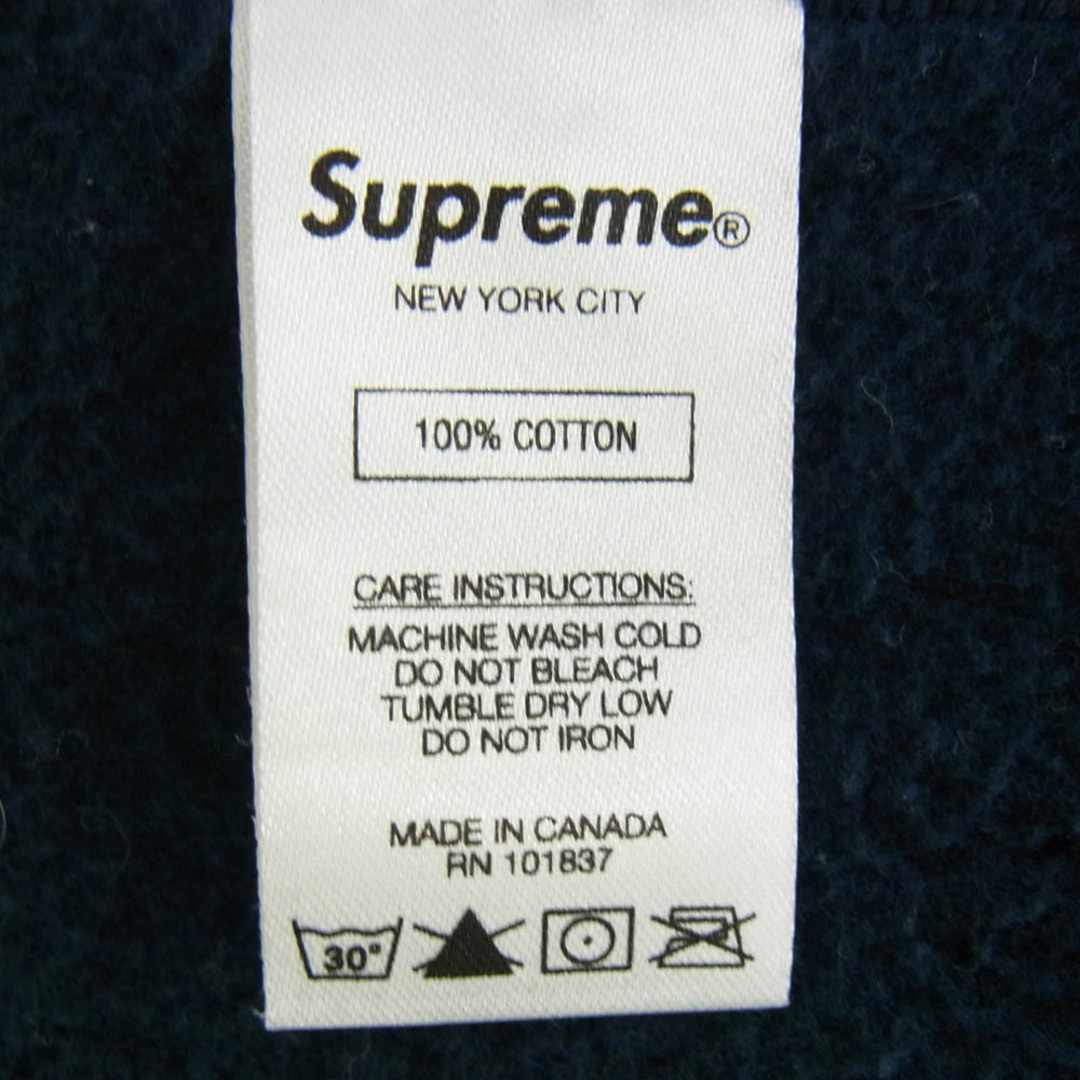 Supreme®
NEW YORK CITY
100% COTTON
CARE INSTRUCTIONS:
MACHINE WASH COLD
DO NOT BLEACH
TUMBLE DRY LOW
DO NOT IRON
MADE IN CANADA
RN 101837
30°